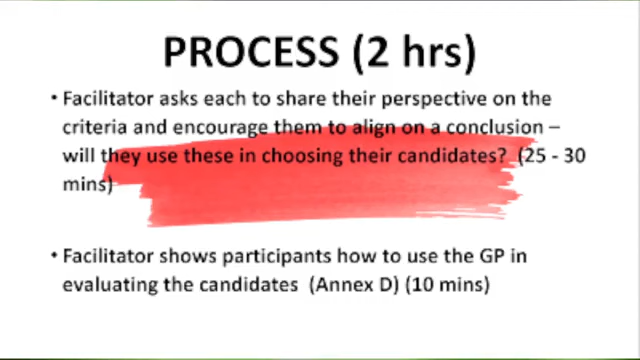 PROCESS (2 hrs)
• Facilitator asks each to share their perspective on the
criteria and encourage them to align on a conclusion –
will they use these in choosing their candidates?  (25 - 30
mins)
• Facilitator shows participants how to use the GP in
evaluating the candidates  (Annex D) (10 mins)